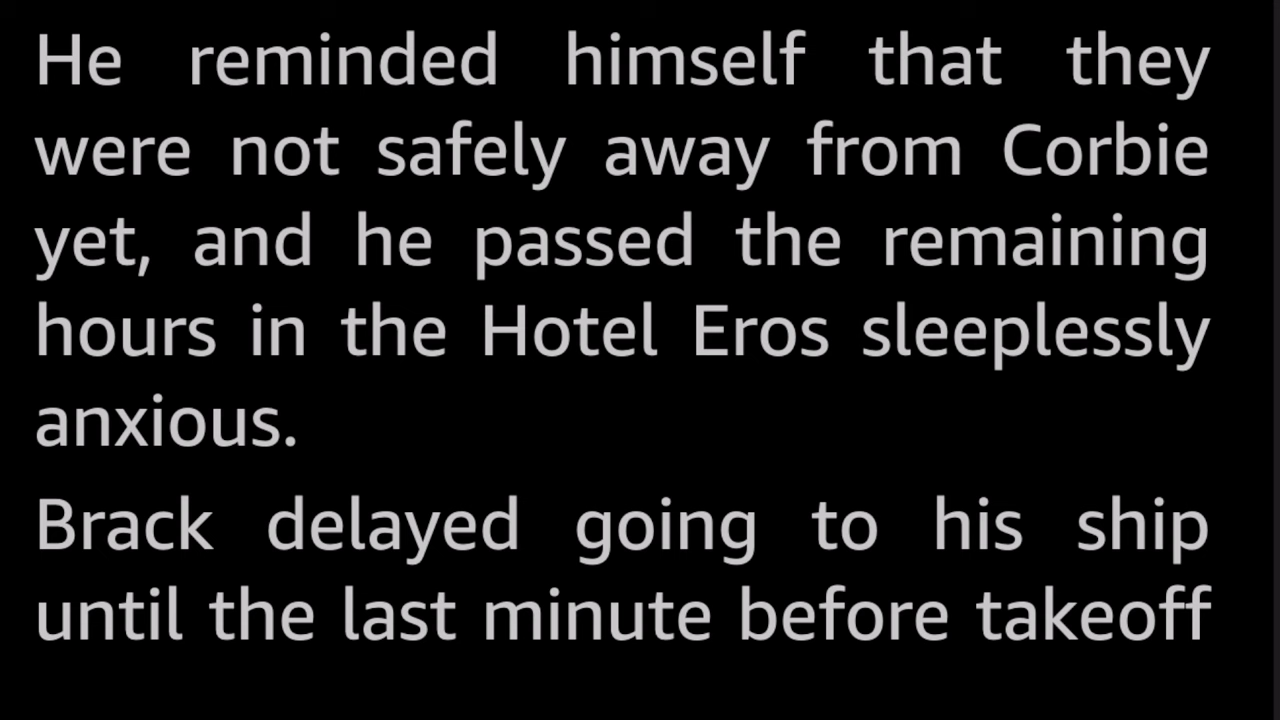 He reminded himself that they
were not safely away from Corbie
yet, and he passed the remaining
hours in the Hotel Eros sleeplessly
anxious.
Brack delayed going to his ship
until the last minute before takeoff